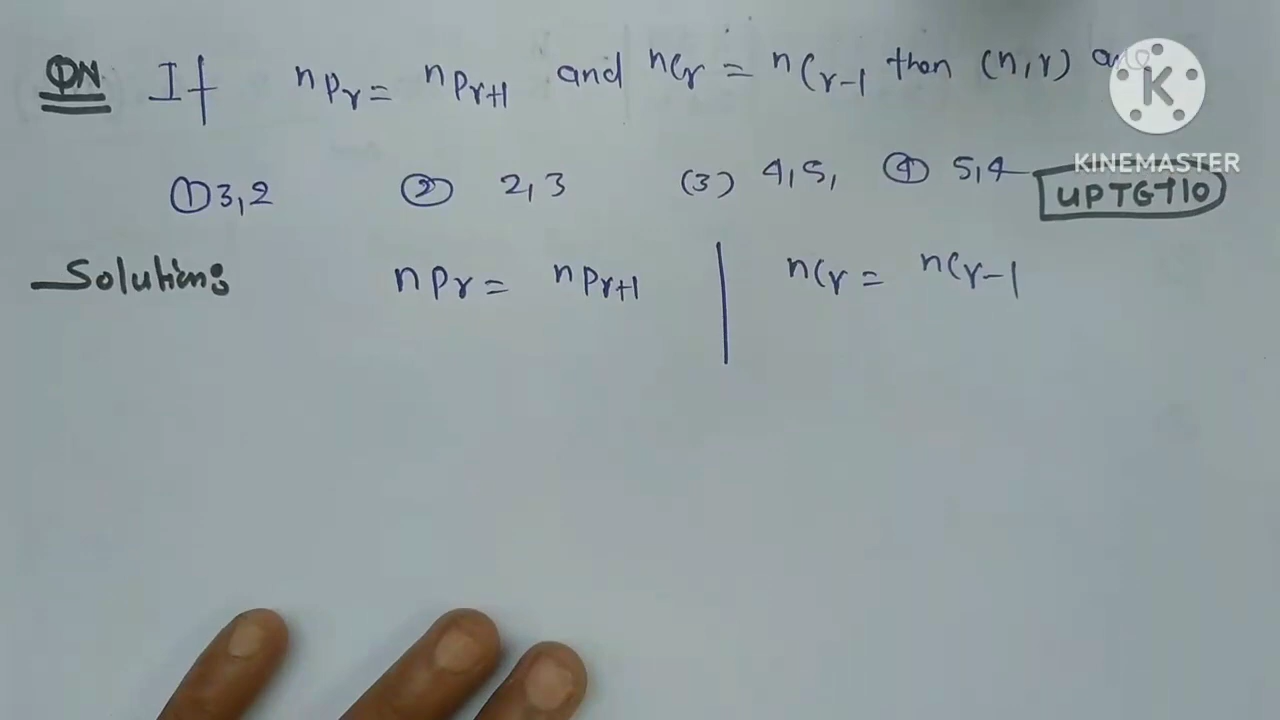 QN If nPr = nPr+1 and nCr = nCr-1 then (n,r) are
① 3,2 ② 2,3 (3) 4,5, ④ 5,4
K
KINEMASTER
UPTGT10
Solution: nPr = nPr+1 | nCr = nCr-1